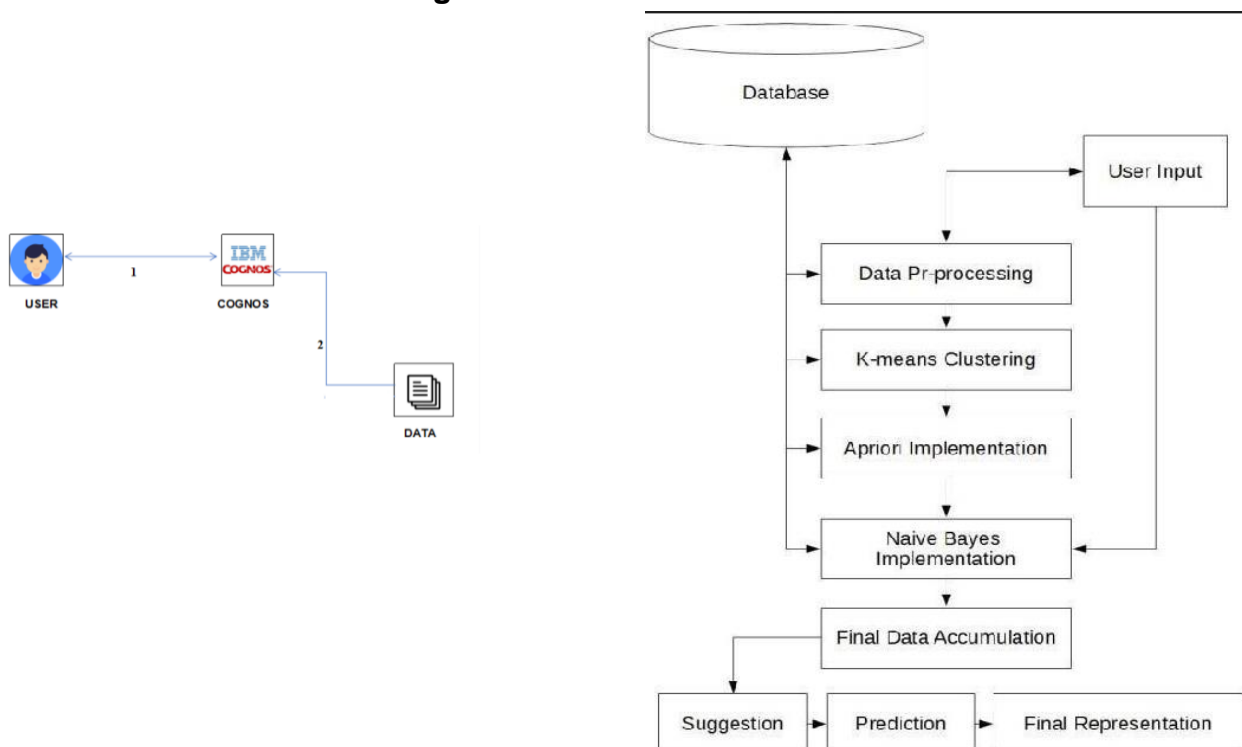 1
IBM
COGNOS
USER
COGNOS
2
DATA
Database
User Input
Data Pr-processing
K-means Clustering
Apriori Implementation
Naive Bayes
Implementation
Final Data Accumulation
Suggestion
Prediction
Final Representation